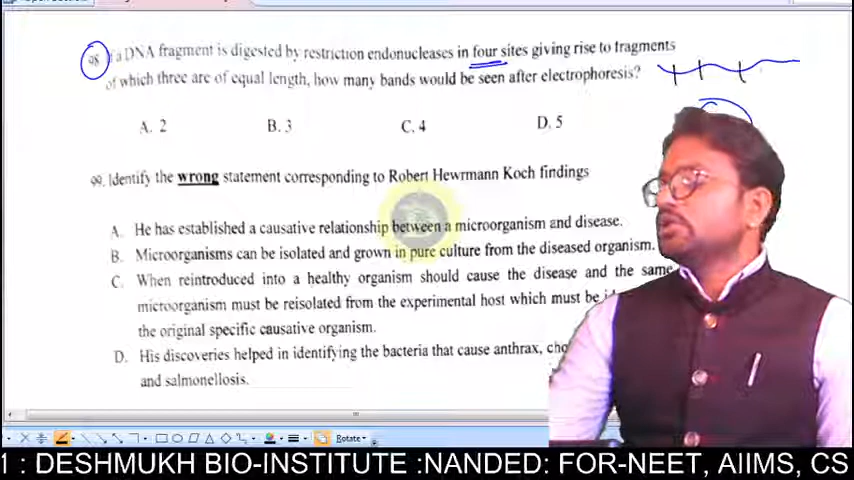 98. If a DNA fragment is digested by restriction endonucleases in four sites giving rise to fragments
of which three are of equal length, how many bands would be seen after electrophoresis?
A. 2 B. 3 C. 4 D. 5
99. Identify the wrong statement corresponding to Robert Hewrmann Koch findings
A. He has established a causative relationship between a microorganism and disease.
B. Microorganisms can be isolated and grown in pure culture from the diseased organism.
C. When reintroduced into a healthy organism should cause the disease and the same
microorganism must be reisolated from the experimental host which must be
the original specific causative organism.
D. His discoveries helped in identifying the bacteria that cause anthrax,
and salmonellosis.
Rotate
1 : DESHMUKH BIO-INSTITUTE :NANDED: FOR-NEET, AIIMS, CS